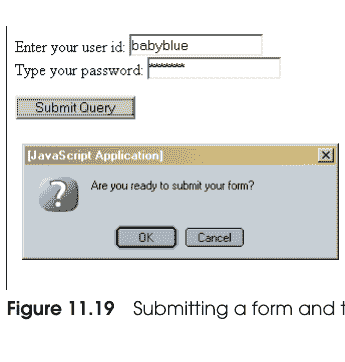 Enter your user id: babyblue
Type your password: *******
Submit Query
[JavaScript Application]
Are you ready to submit your form?
OK Cancel
Figure 11.19 Submitting a form and t